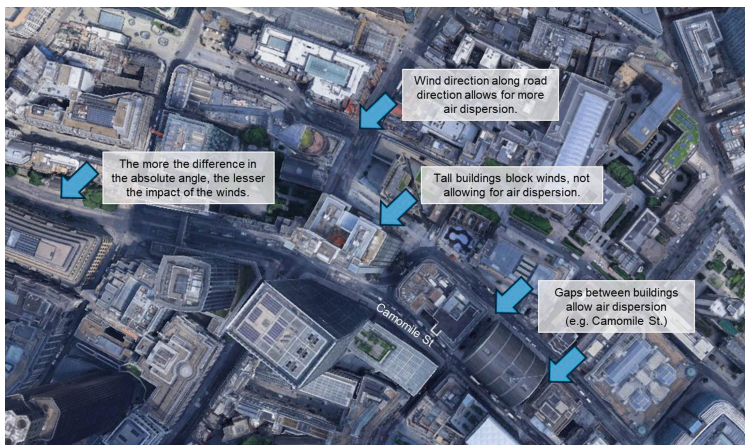 Wind direction along road
direction allows for more
air dispersion.
The more the difference in
the absolute angle, the lesser
the impact of the winds.
Tall buildings block winds, not
allowing for air dispersion.
Gaps between buildings
allow air dispersion
(e.g. Camomile St.)
Camomile St